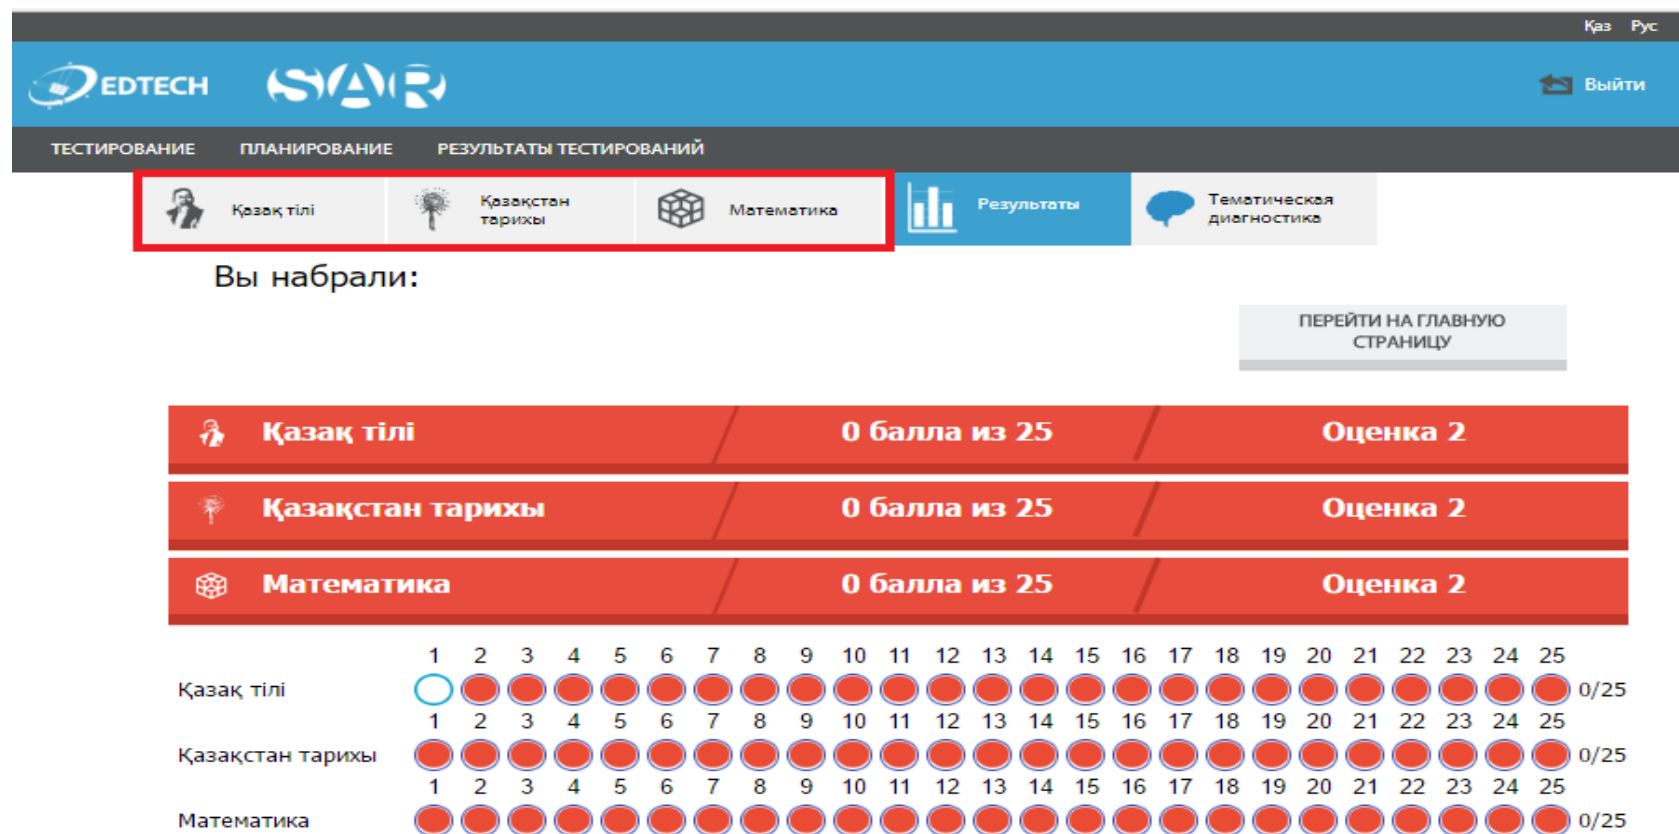 Қаз Рус
EDTECH SAR Выйти
ТЕСТИРОВАНИЕ ПЛАНИРОВАНИЕ РЕЗУЛЬТАТЫ ТЕСТИРОВАНИЙ
Қазақ тілі
Қазақстан
тарихы
Математика
Результаты
Тематическая
диагностика
Вы набрали:
ПЕРЕЙТИ НА ГЛАВНУЮ
СТРАНИЦУ
Қазақ тілі 0 балла из 25 Оценка 2
Қазақстан тарихы 0 балла из 25 Оценка 2
Математика 0 балла из 25 Оценка 2
1 2 3 4 5 6 7 8 9 10 11 12 13 14 15 16 17 18 19 20 21 22 23 24 25
Қазақ тілі 0/25
1 2 3 4 5 6 7 8 9 10 11 12 13 14 15 16 17 18 19 20 21 22 23 24 25
Қазақстан тарихы 0/25
1 2 3 4 5 6 7 8 9 10 11 12 13 14 15 16 17 18 19 20 21 22 23 24 25
Математика 0/25